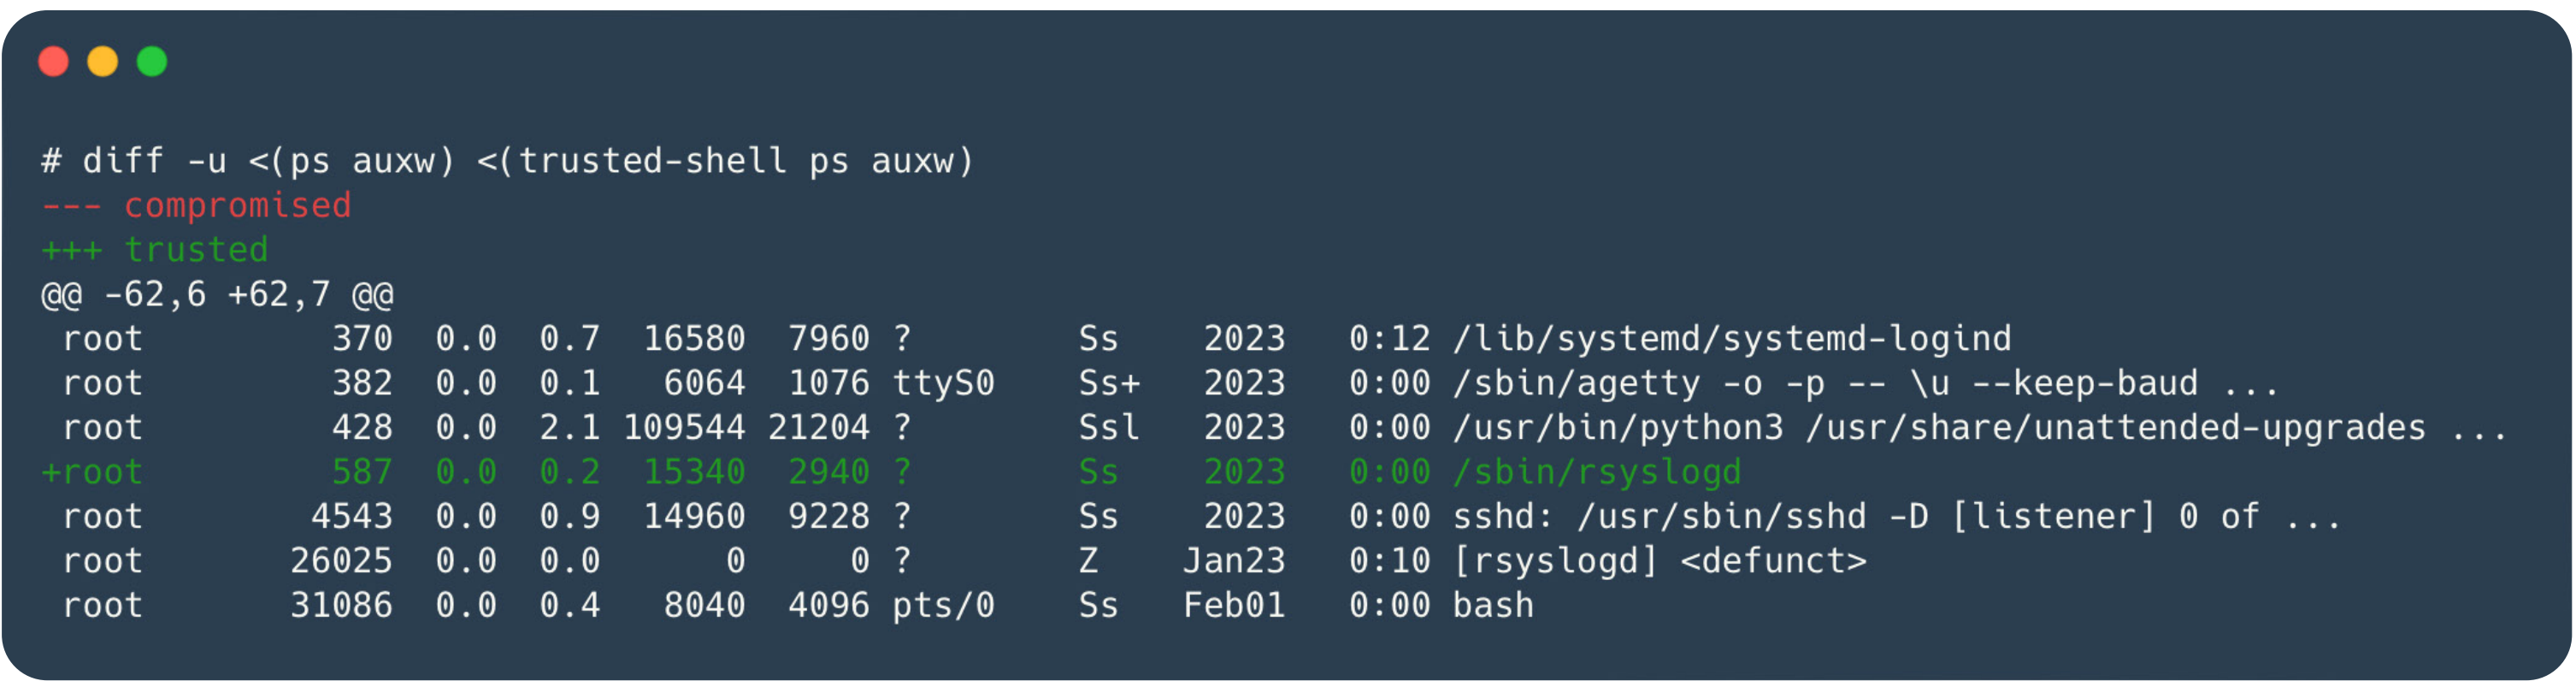 # diff -u <(ps auxw) <(trusted-shell ps auxw)
--- compromised
+++ trusted
@@ -62,6 +62,7 @@
 root         370  0.0  0.7  16580  7960 ?        Ss    2023   0:12 /lib/systemd/systemd-logind
 root         382  0.0  0.1   6064  1076 ttyS0    Ss+   2023   0:00 /sbin/agetty -o -p -- \u --keep-baud ...
 root         428  0.0  2.1 109544 21204 ?        Ssl   2023   0:00 /usr/bin/python3 /usr/share/unattended-upgrades ...
+root         587  0.0  0.2  15340  2940 ?        Ss    2023   0:00 /sbin/rsyslogd
 root        4543  0.0  0.9  14960  9228 ?        Ss    2023   0:00 sshd: /usr/sbin/sshd -D [listener] 0 of ...
 root       26025  0.0  0.0      0     0 ?        Z    Jan23   0:10 [rsyslogd] <defunct>
 root       31086  0.0  0.4   8040  4096 pts/0    Ss   Feb01   0:00 bash